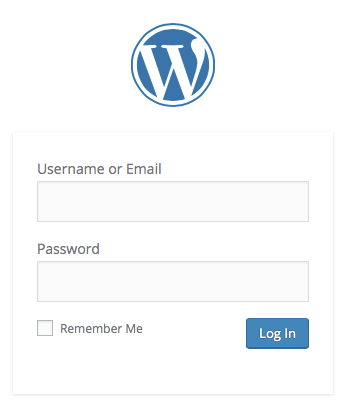 W
Username or Email
Password
Remember Me
Log In